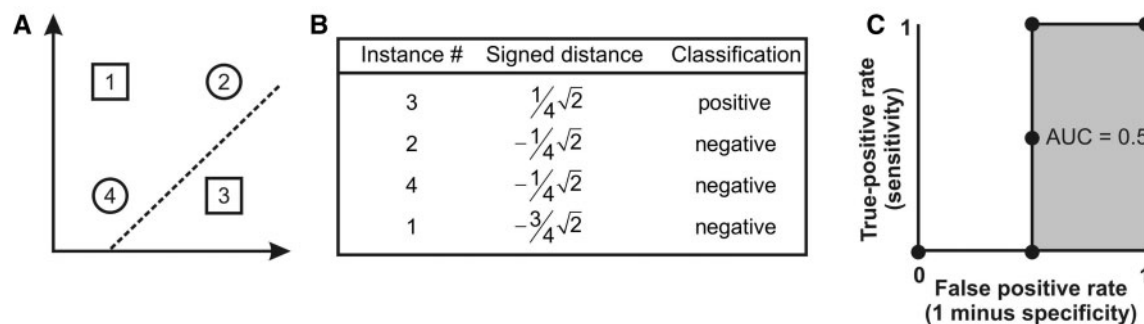 A
1
2
4
3
B
Instance # Signed distance Classification
3 1/4√2 positive
2 -1/4√2 negative
4 -1/4√2 negative
1 -3/4√2 negative
C
1
True-positive rate
(sensitivity)
AUC = 0.5
0 1
False positive rate
(1 minus specificity)